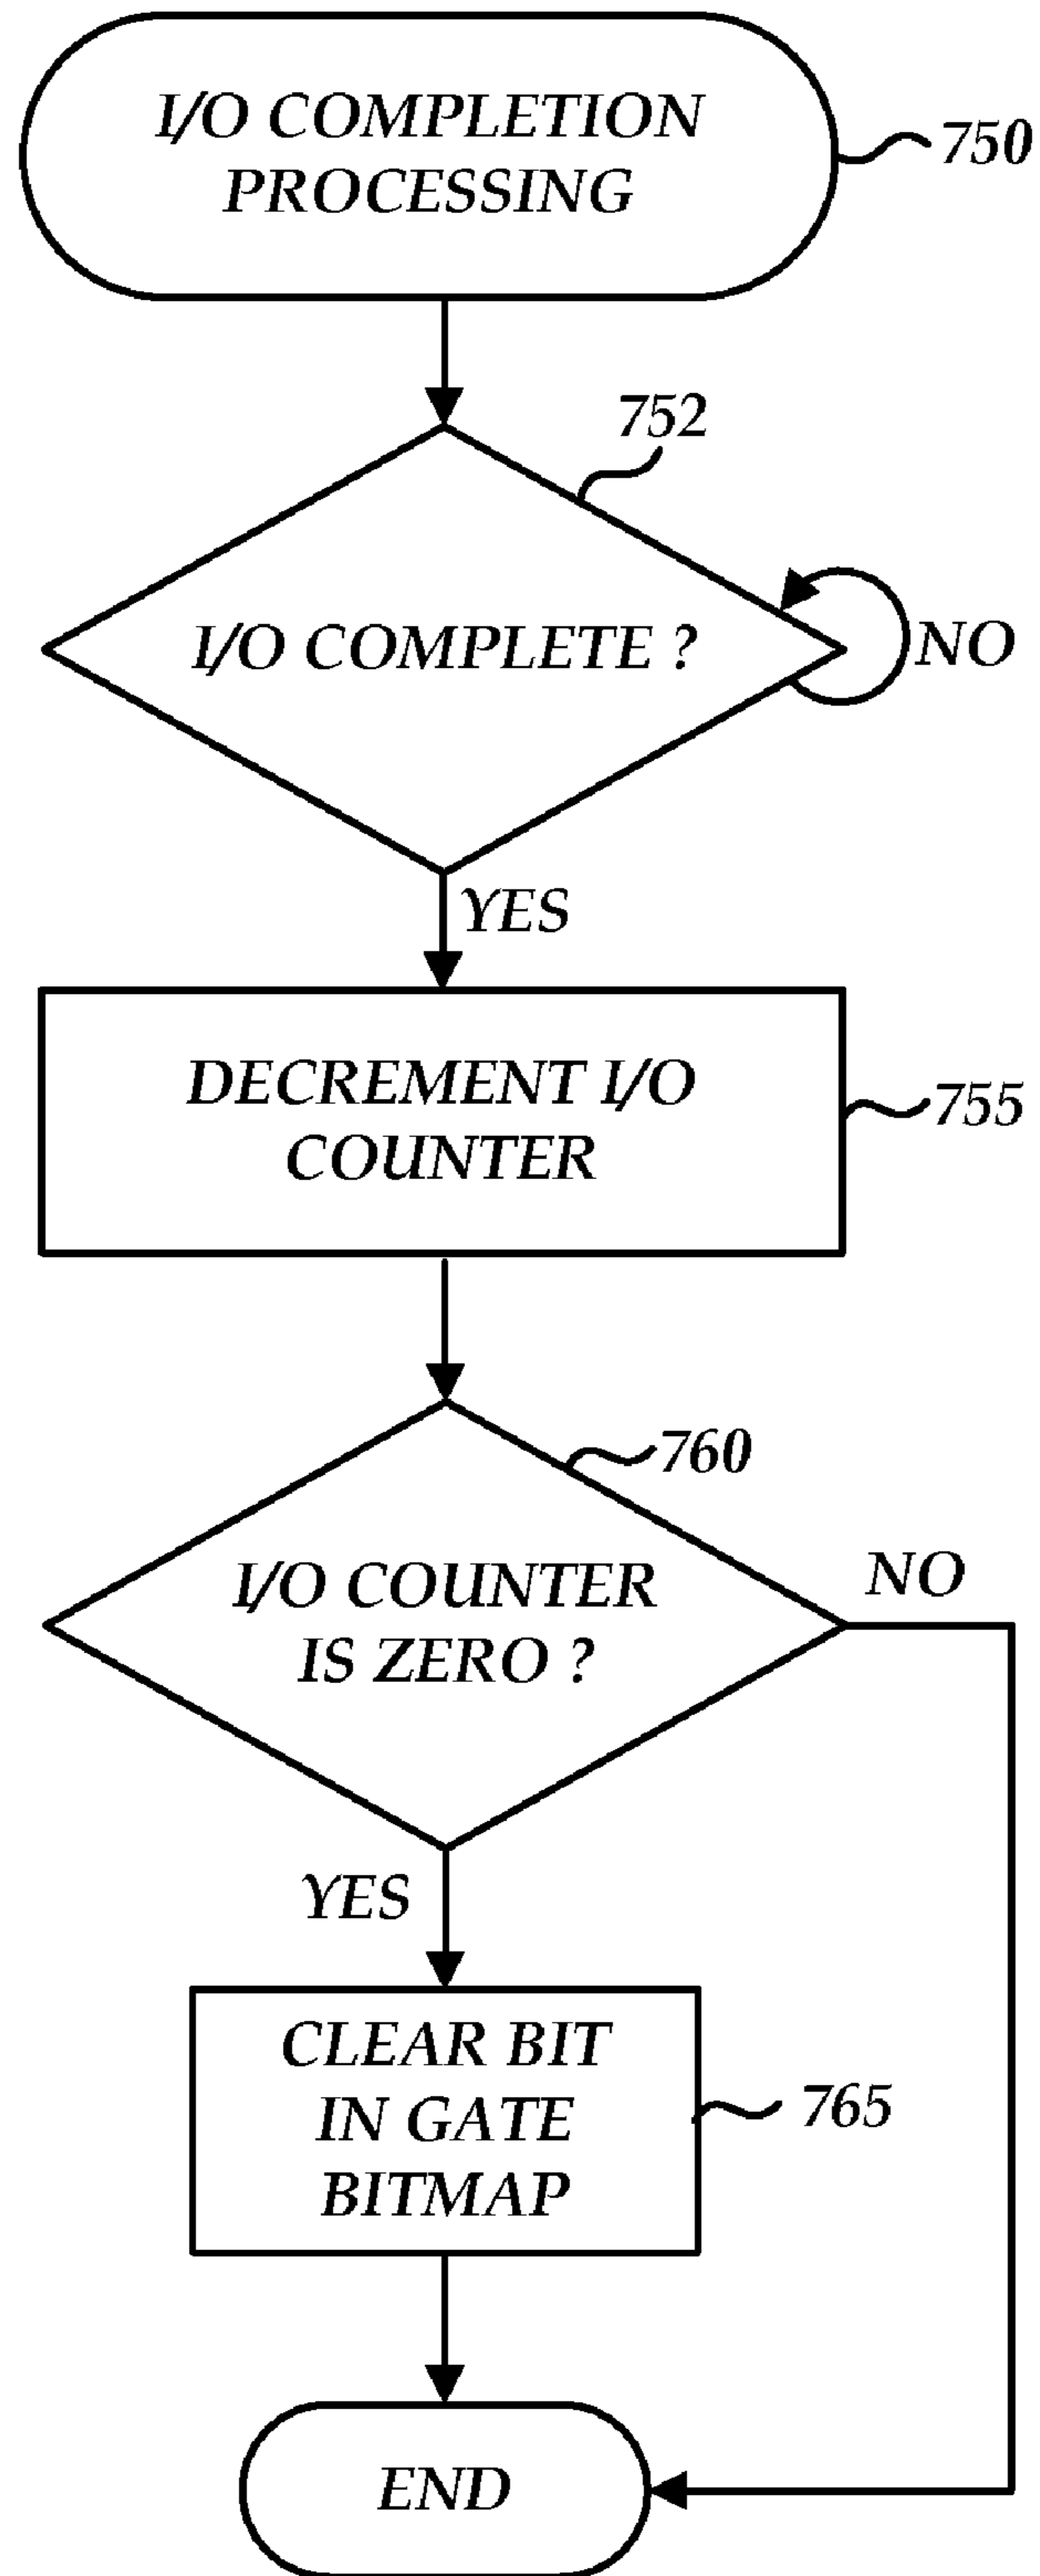 I/O COMPLETION
PROCESSING
750
752
I/O COMPLETE ?
NO
YES
DECREMENT I/O
COUNTER
755
760
I/O COUNTER
IS ZERO ?
NO
YES
CLEAR BIT
IN GATE
BITMAP
765
END